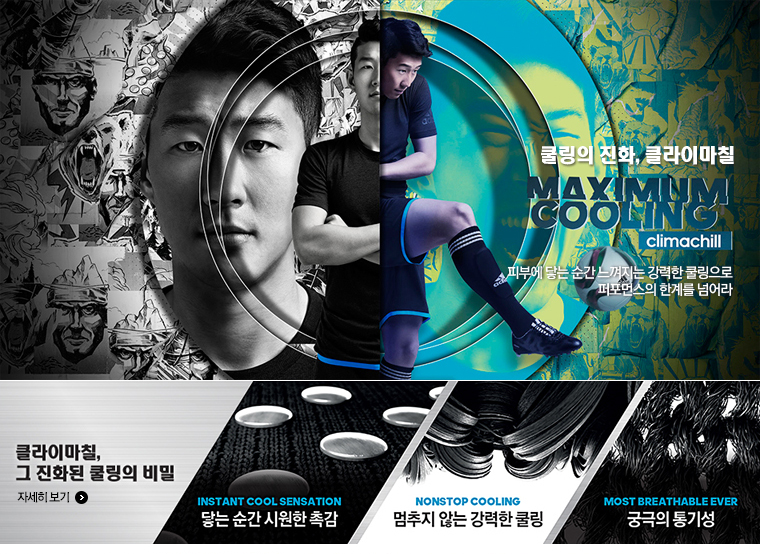 쿨링의 진화, 클라이마칠
MAXIMUM
COOLING
climachill
피부에 닿는 순간 느껴지는 강력한 쿨링으로
퍼포먼스의 한계를 넘어라
클라이마칠,
그 진화된 쿨링의 비밀
자세히 보기
INSTANT COOL SENSATION
닿는 순간 시원한 촉감
NONSTOP COOLING
멈추지 않는 강력한 쿨링
MOST BREATHABLE EVER
궁극의 통기성